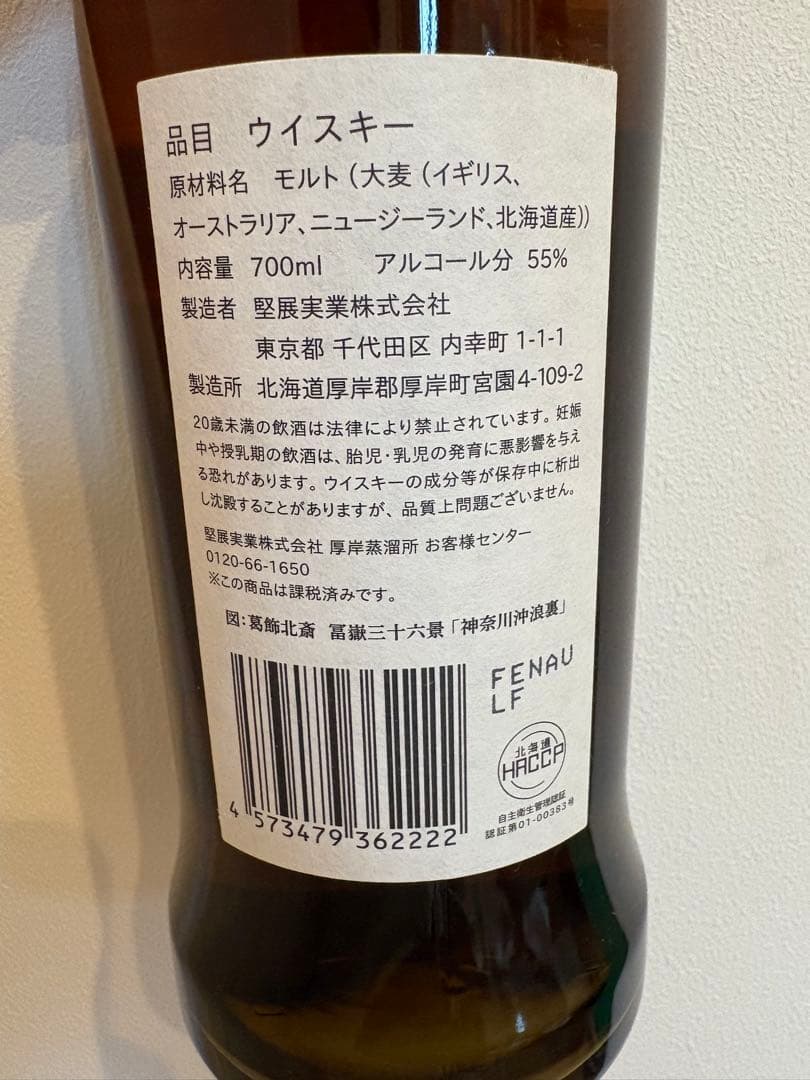 品目　ウイスキー
原材料名　モルト（大麦（イギリス、
オーストラリア、ニュージーランド、北海道産））
内容量　700ml　アルコール分 55%
製造者　堅展実業株式会社
東京都 千代田区 内幸町 1-1-1
製造所　北海道厚岸郡厚岸町宮園4-109-2
20歳未満の飲酒は法律により禁止されています。妊娠
中や授乳期の飲酒は、胎児・乳児の発育に悪影響を与え
る恐れがあります。ウイスキーの成分等が保存中に析出
し沈殿することがありますが、品質上問題ございません。
堅展実業株式会社 厚岸蒸溜所 お客様センター
0120-66-1650
※この商品は課税済みです。
図：葛飾北斎　冨嶽三十六景「神奈川沖浪裏」
FENAU
LF
北海道
HACCP
自主衛生管理認証
認証第01-00383号
4 573479 362222